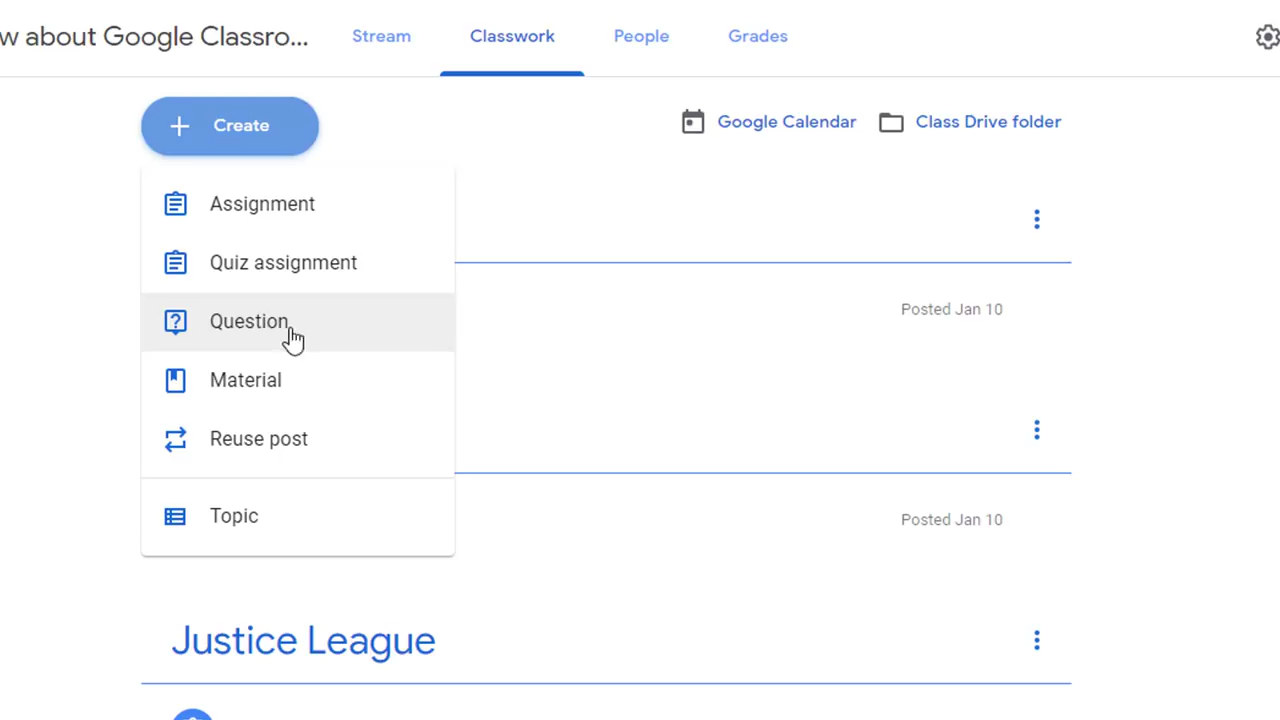 w about Google Classro...
Stream
Classwork
People
Grades
Create
Google Calendar
Class Drive folder
Assignment
Quiz assignment
Question
Material
Reuse post
Topic
Posted Jan 10
Posted Jan 10
Justice League